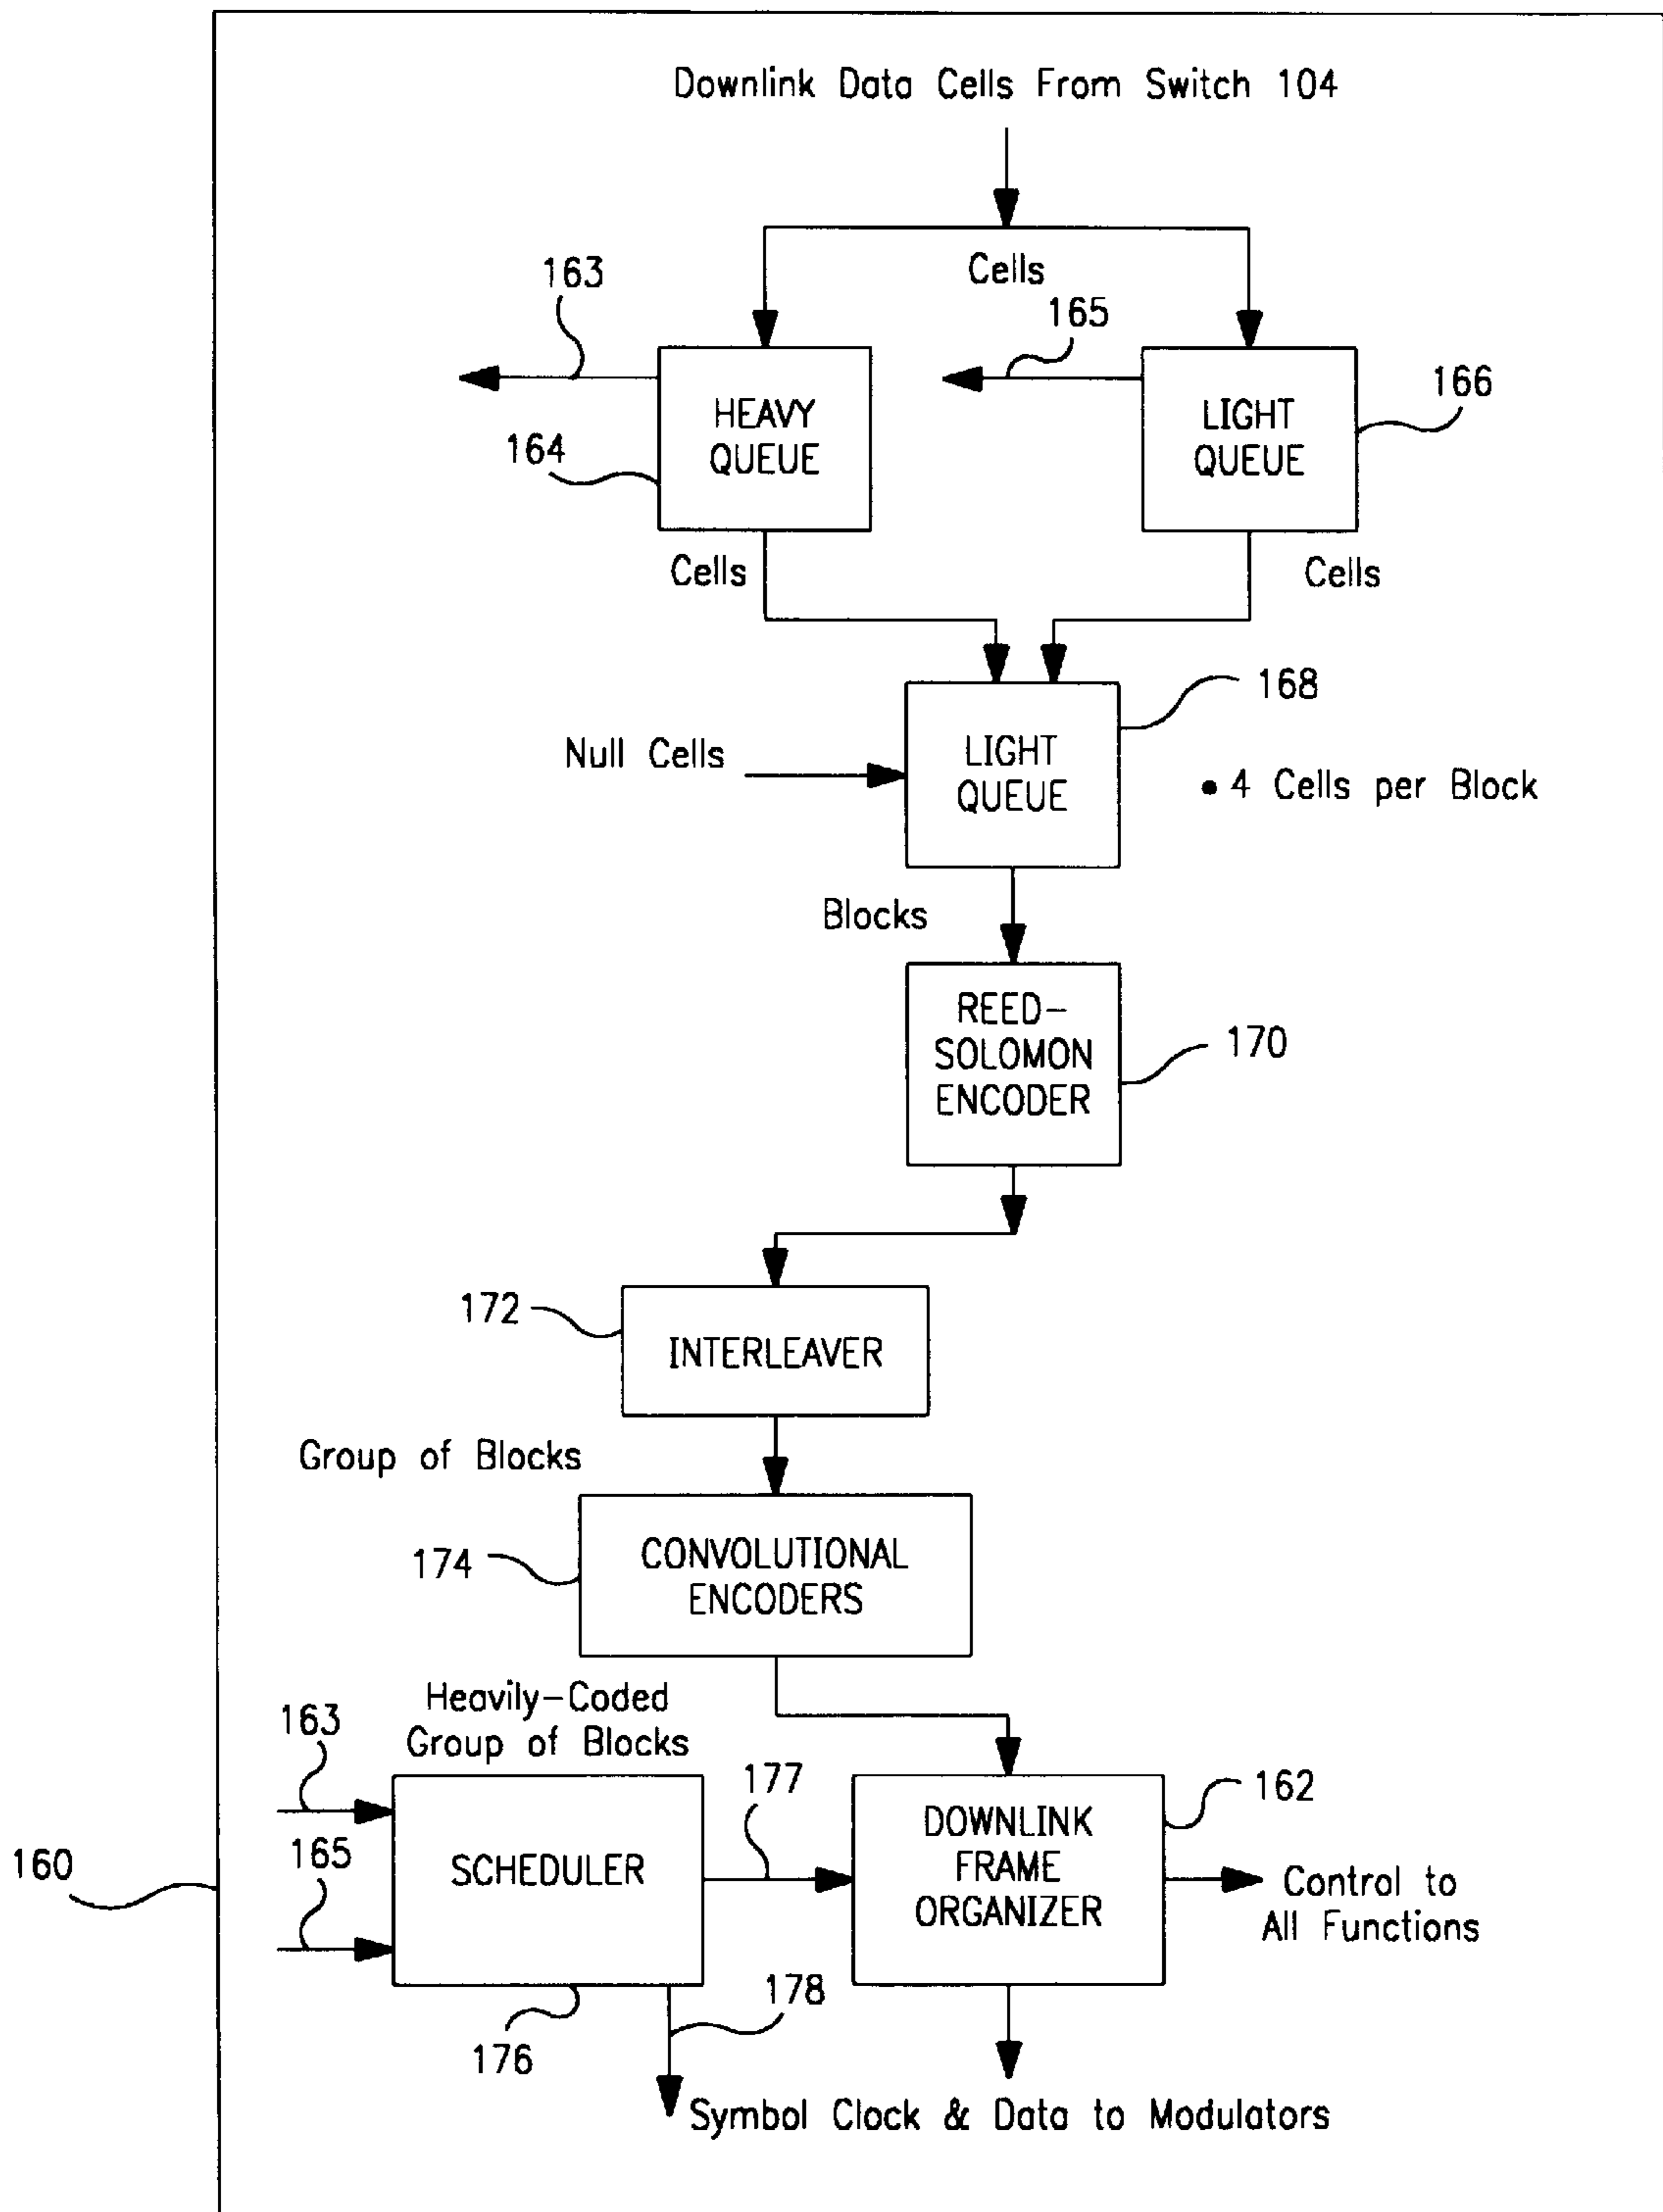 Downlink Data Cells From Switch 104
Cells
163
165
HEAVY
QUEUE
164
LIGHT
QUEUE
166
Cells
Cells
168
Null Cells
LIGHT
QUEUE
• 4 Cells per Block
Blocks
REED-
SOLOMON
ENCODER
170
172
INTERLEAVER
Group of Blocks
174
CONVOLUTIONAL
ENCODERS
Heavily-Coded
Group of Blocks
163
165
SCHEDULER
177
162
DOWNLINK
FRAME
ORGANIZER
160
Control to
All Functions
176
178
Symbol Clock & Data to Modulators